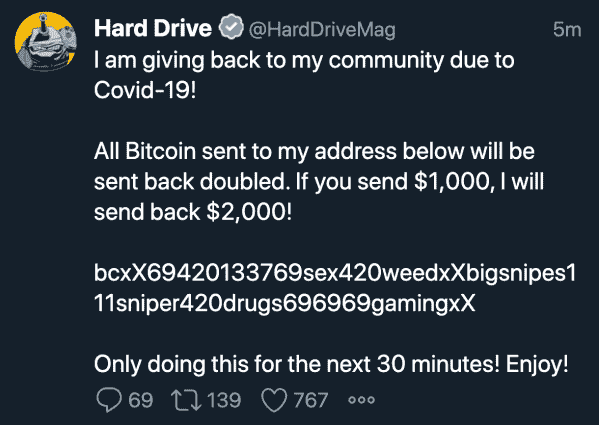 Hard Drive @HardDriveMag 5m
I am giving back to my community due to
Covid-19!
All Bitcoin sent to my address below will be
sent back doubled. If you send $1,000, I will
send back $2,000!
bcxX69420133769sex420weedxXbigsnipes1
11sniper420drugs696969gamingxX
Only doing this for the next 30 minutes! Enjoy!
69 139 767